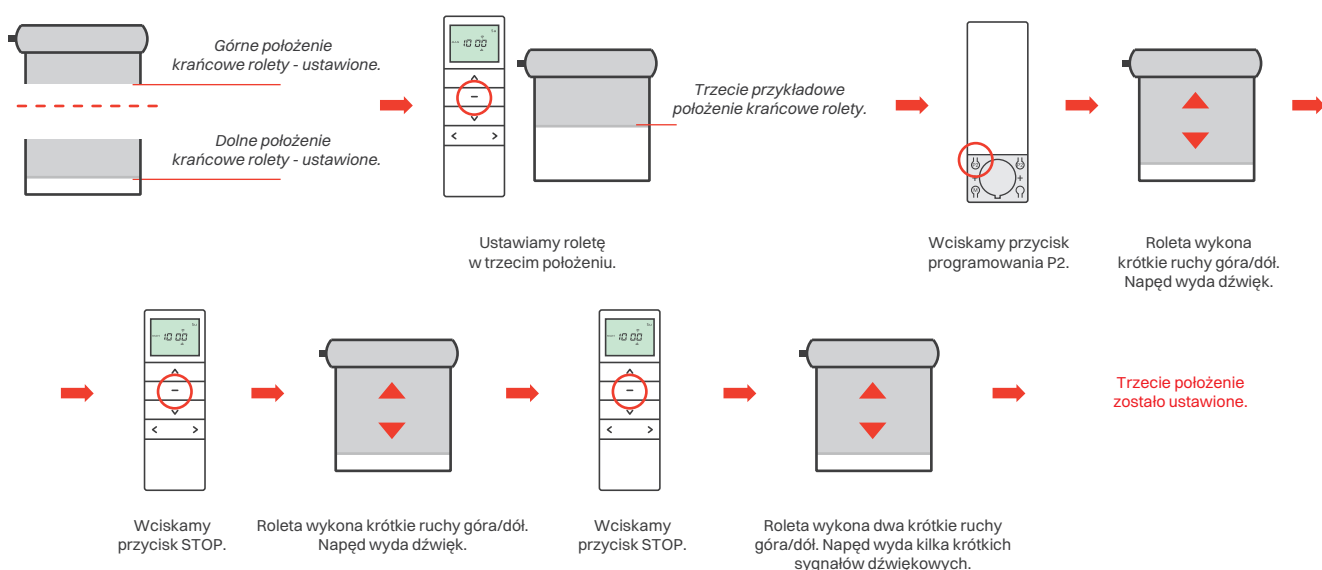 Górne położenie
krańcowe rolety - ustawione.
Dolne położenie
krańcowe rolety - ustawione.
10 00
Trzecie przykładowe
położenie krańcowe rolety.
Ustawiamy roletę
w trzecim położeniu.
Wciskamy przycisk
programowania P2.
Roleta wykona
krótkie ruchy góra/dół.
Napęd wyda dźwięk.
10 00
10 00
Trzecie położenie
zostało ustawione.
Wciskamy
przycisk STOP.
Roleta wykona krótkie ruchy góra/dół.
Napęd wyda dźwięk.
Wciskamy
przycisk STOP.
Roleta wykona dwa krótkie ruchy
góra/dół. Napęd wyda kilka krótkich
sygnałów dźwiękowych.